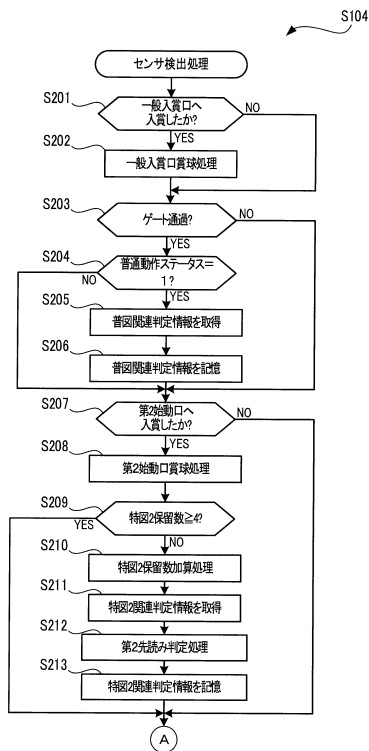 S104
センサ検出処理
S201
一般入賞口へ
入賞したか?
NO
YES
S202
一般入賞口賞球処理
S203
ゲート通過?
NO
YES
S204
普通動作ステータス=
1?
NO
YES
S205
普図関連判定情報を取得
S206
普図関連判定情報を記憶
S207
第2始動口へ
入賞したか?
NO
YES
S208
第2始動口賞球処理
S209
特図2保留数≧4?
YES
NO
S210
特図2保留数加算処理
S211
特図2関連判定情報を取得
S212
第2先読み判定処理
S213
特図2関連判定情報を記憶
A